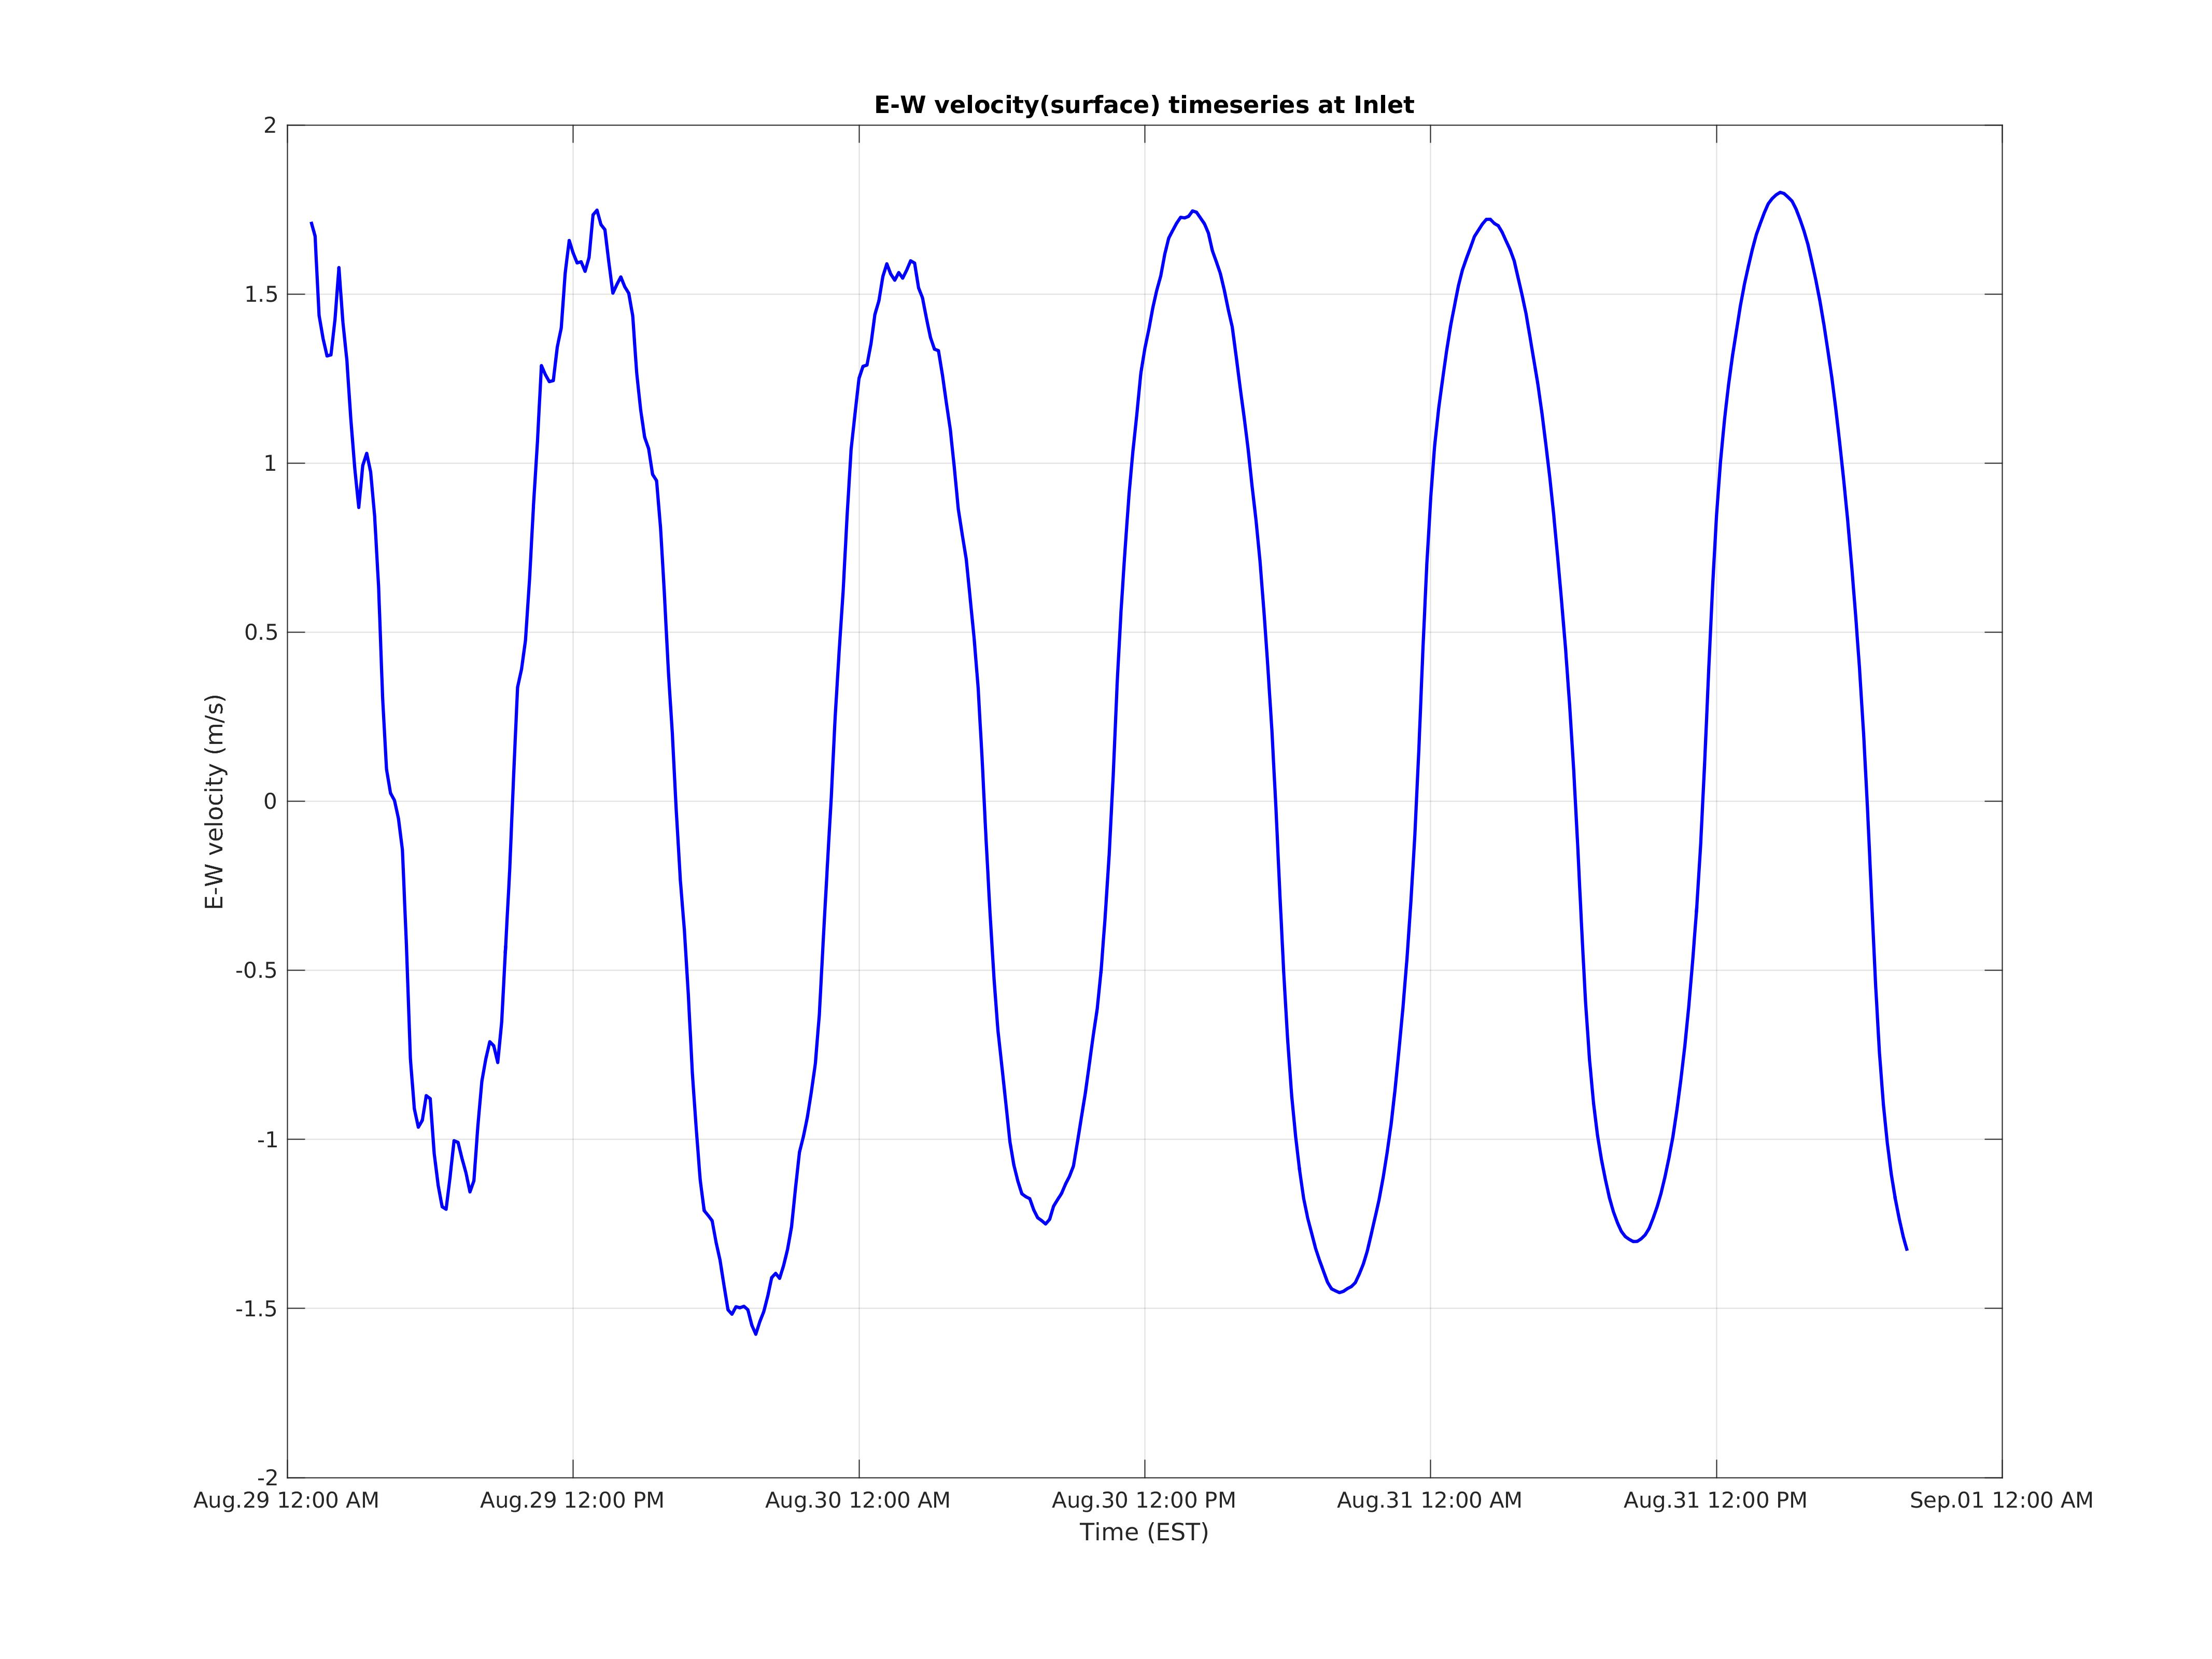 E-W velocity(surface) timeseries at Inlet
2
1.5
1
0.5
0
-0.5
-1
-1.5
-2
E-W velocity (m/s)
Aug.29 12:00 AM Aug.29 12:00 PM Aug.30 12:00 AM Aug.30 12:00 PM Aug.31 12:00 AM Aug.31 12:00 PM Sep.01 12:00 AM
Time (EST)